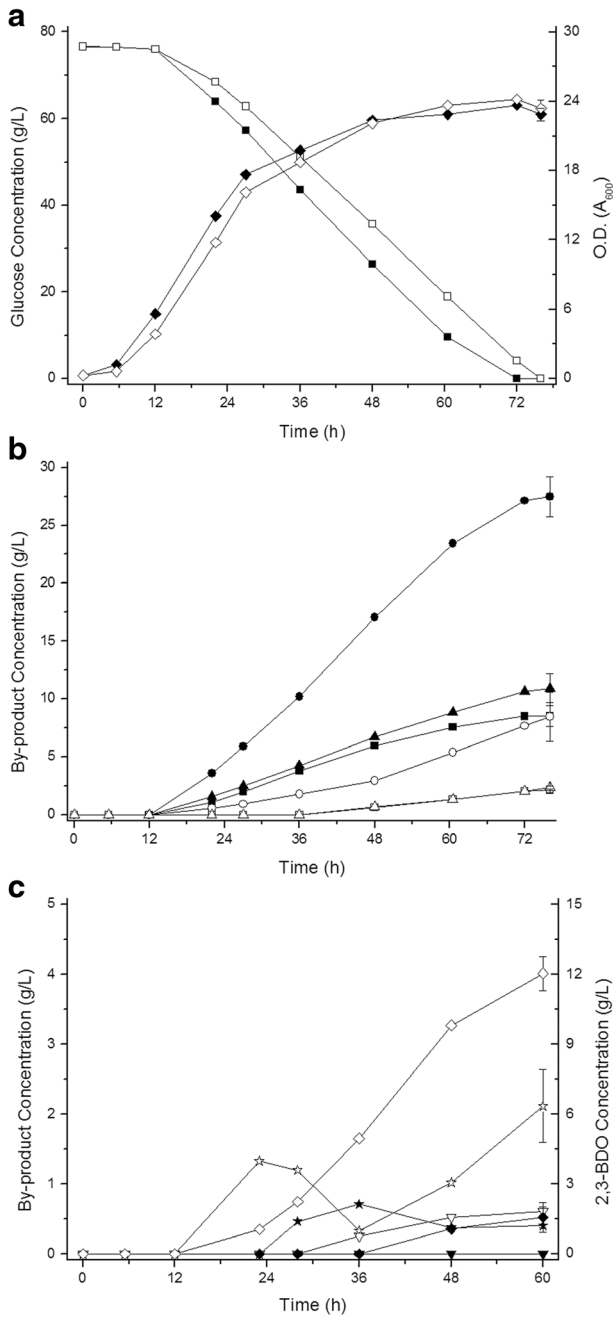 a
80
60
40
20
0
Glucose Concentration (g/L)
30
24
18
12
6
0
O.D. (A600)
0 12 24 36 48 60 72
Time (h)
b
30
25
20
15
10
5
0
By-product Concentration (g/L)
0 12 24 36 48 60 72
Time (h)
c
5
4
3
2
1
0
By-product Concentration (g/L)
15
12
9
6
3
0
2,3-BDO Concentration (g/L)
0 12 24 36 48 60
Time (h)